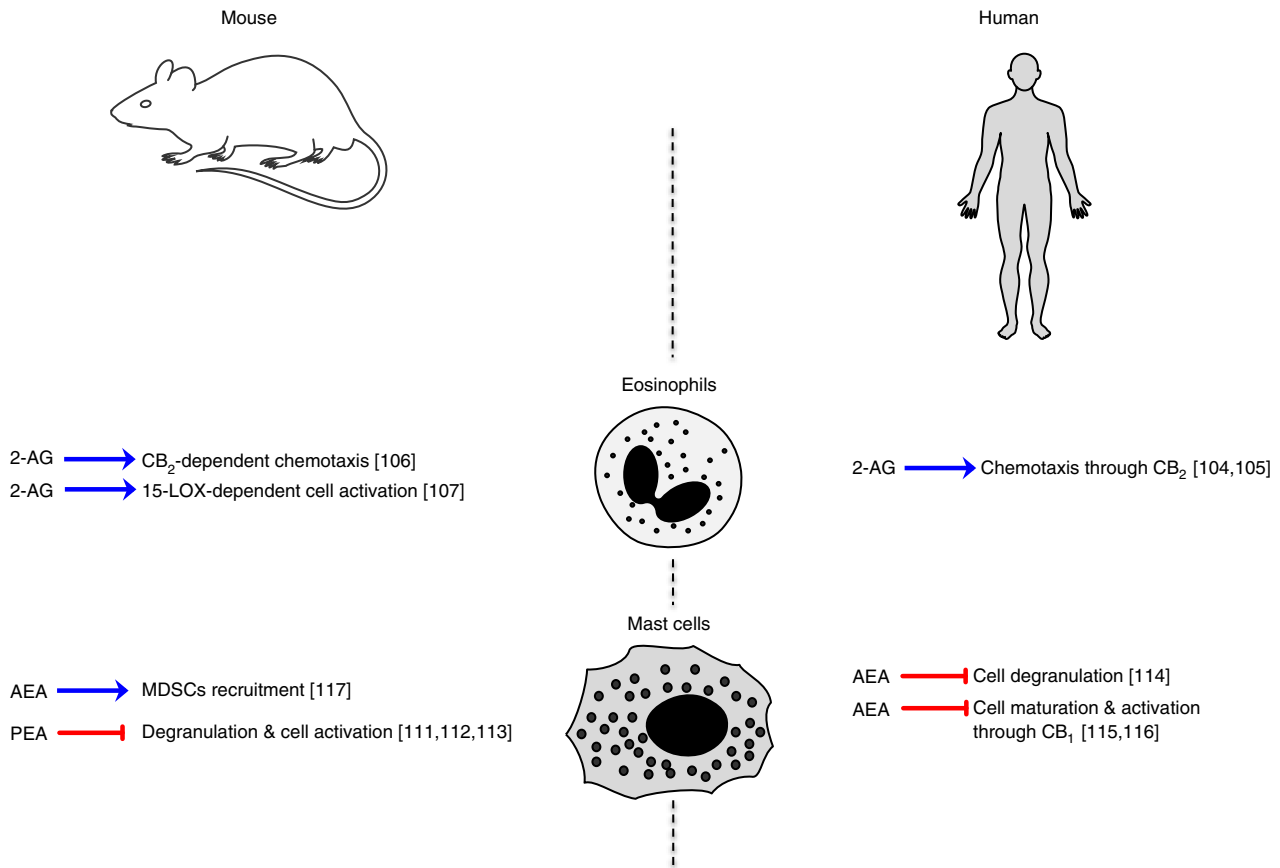 Mouse
Human
Eosinophils
2-AG CB₂-dependent chemotaxis [106]
2-AG 15-LOX-dependent cell activation [107]
2-AG Chemotaxis through CB₂ [104,105]
Mast cells
AEA MDSCs recruitment [117]
PEA Degranulation & cell activation [111,112,113]
AEA Cell degranulation [114]
AEA Cell maturation & activation
through CB₁ [115,116]